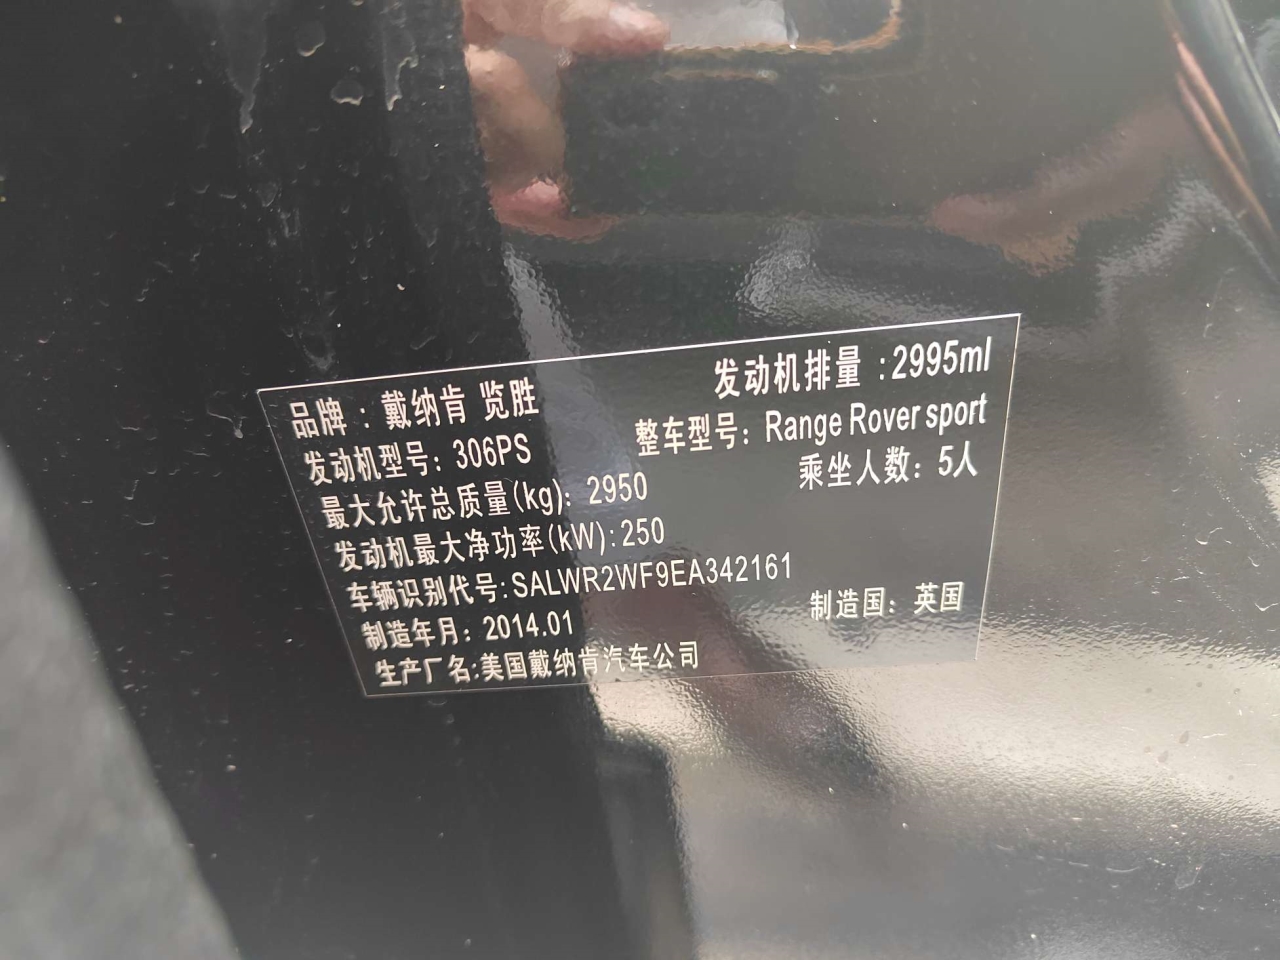 品牌：戴纳肯 览胜 发动机排量:2995ml
发动机型号：306PS 整车型号：Range Rover sport
最大允许总质量(kg)：2950 乘坐人数：5人
发动机最大净功率(kW):250
车辆识别代号:SALWR2WF9EA342161
制造年月：2014.01 制造国：英国
生产厂名:美国戴纳肯汽车公司